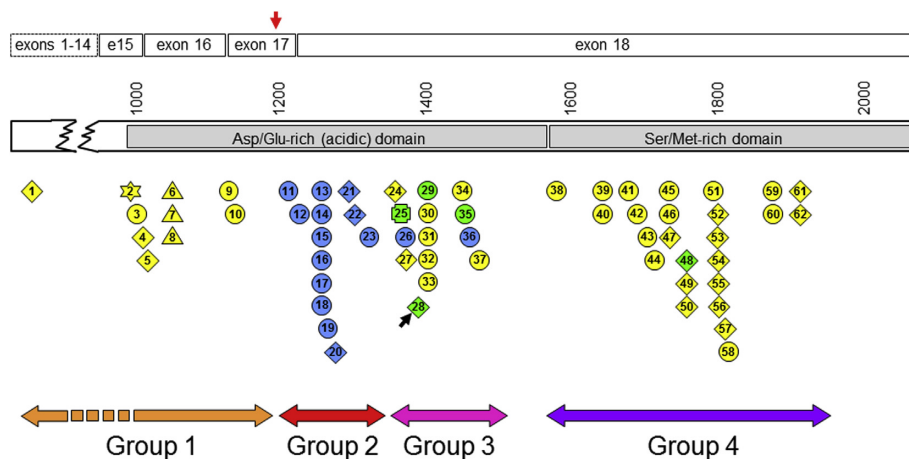 exons 1-14 e15 exon 16 exon 17 exon 18
1000 1200 1400 1600 1800 2000
Asp/Glu-rich (acidic) domain Ser/Met-rich domain
1 2 6 9 11 13 21 24 29 34 38 39 41 45 51 59 61
3 7 10 12 14 22 25 30 35 40 42 46 52 60 62
4 8 15 23 26 31 36 43 47 53
5 16 27 32 37 44 48 54
17 33 49 55
18 28 50 56
19 57
20 58
Group 1 Group 2 Group 3 Group 4